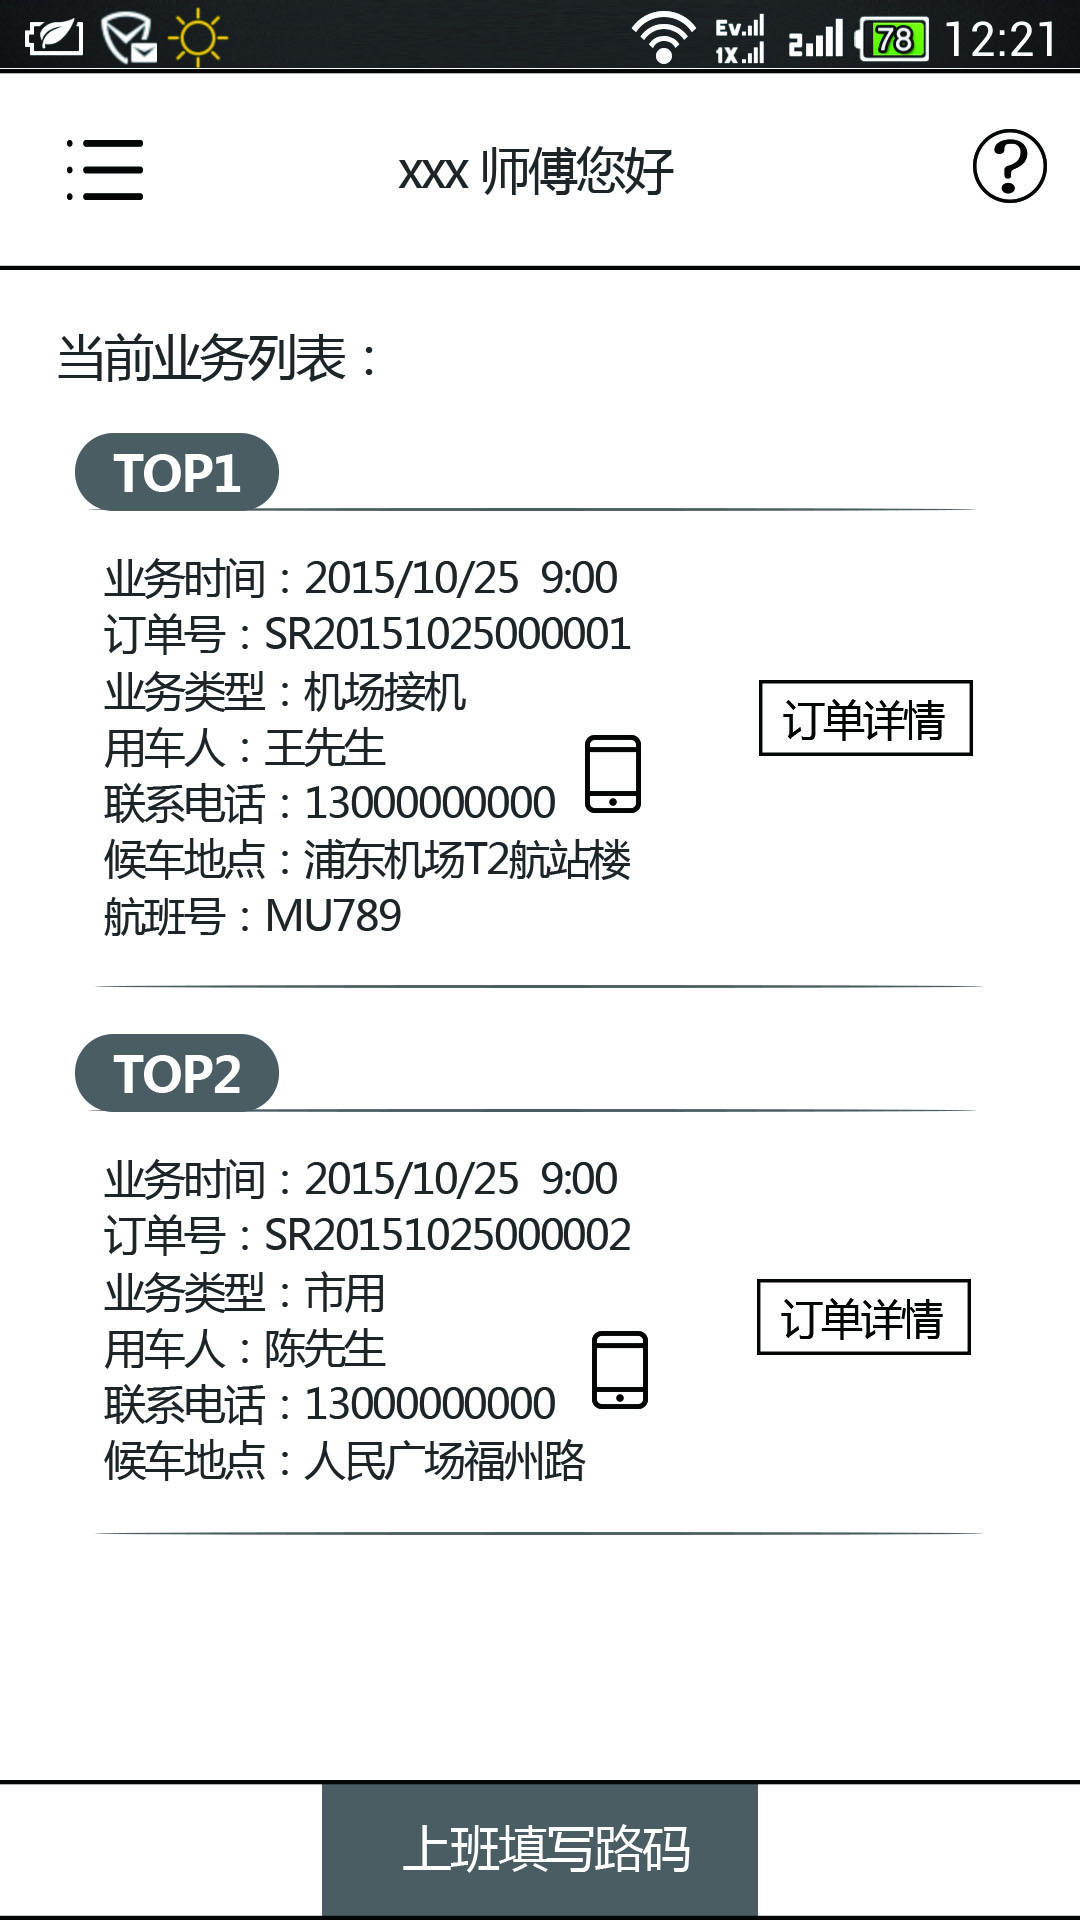 Ev.
1X
2
78
12:21
xxx 师傅您好
?
当前业务列表：
TOP1
业务时间：2015/10/25 9:00
订单号：SR20151025000001
业务类型：机场接机
订单详情
用车人：王先生
联系电话：13000000000
候车地点：浦东机场T2航站楼
航班号：MU789
TOP2
业务时间：2015/10/25 9:00
订单号：SR20151025000002
业务类型：市用
订单详情
用车人：陈先生
联系电话：13000000000
候车地点：人民广场福州路
上班填写路码